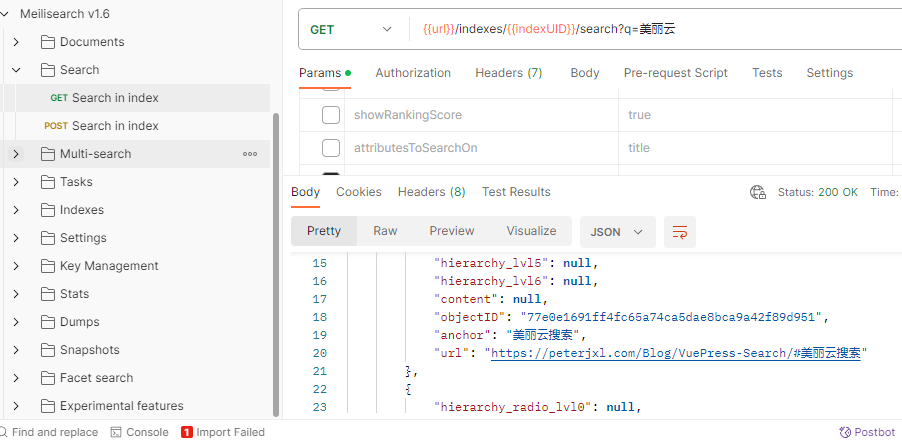 Meilisearch v1.6
Documents
Search
GET Search in index
POST Search in index
Multi-search
Tasks
Indexes
Settings
Key Management
Stats
Dumps
Snapshots
Facet search
Experimental features
GET {{url}}/indexes/{{indexUID}}/search?q=美丽云
Params Authorization Headers (7) Body Pre-request Script Tests Settings
showRankingScore true
attributesToSearchOn title
Body Cookies Headers (8) Test Results Status: 200 OK Time:
Pretty Raw Preview Visualize JSON
15 "hierarchy_lvl5": null,
16 "hierarchy_lvl6": null,
17 "content": null,
18 "objectID": "77e0e1691ff4fc65a74ca5dae8bca9a42f89d951",
19 "anchor": "美丽云搜索",
20 "url": "https://peterjxl.com/Blog/VuePress-Search/#美丽云搜索"
21 },
22 {
23 "hierarchy_radio_lvl0": null,
Find and replace Console 1 Import Failed Postbot